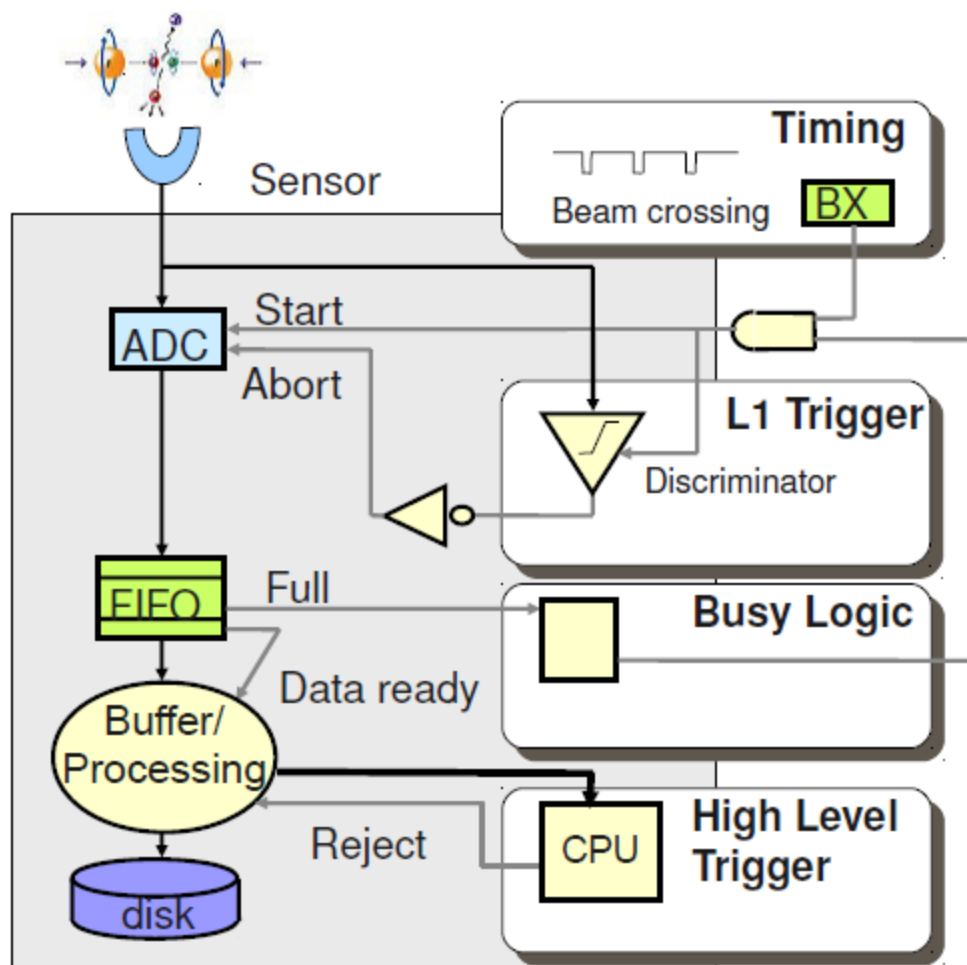 Timing
Sensor
Beam crossing
BX
Start
ADC
Abort
L1 Trigger
Discriminator
FIFO
Full
Busy Logic
Data ready
Buffer/
Processing
High Level
Trigger
CPU
Reject
disk